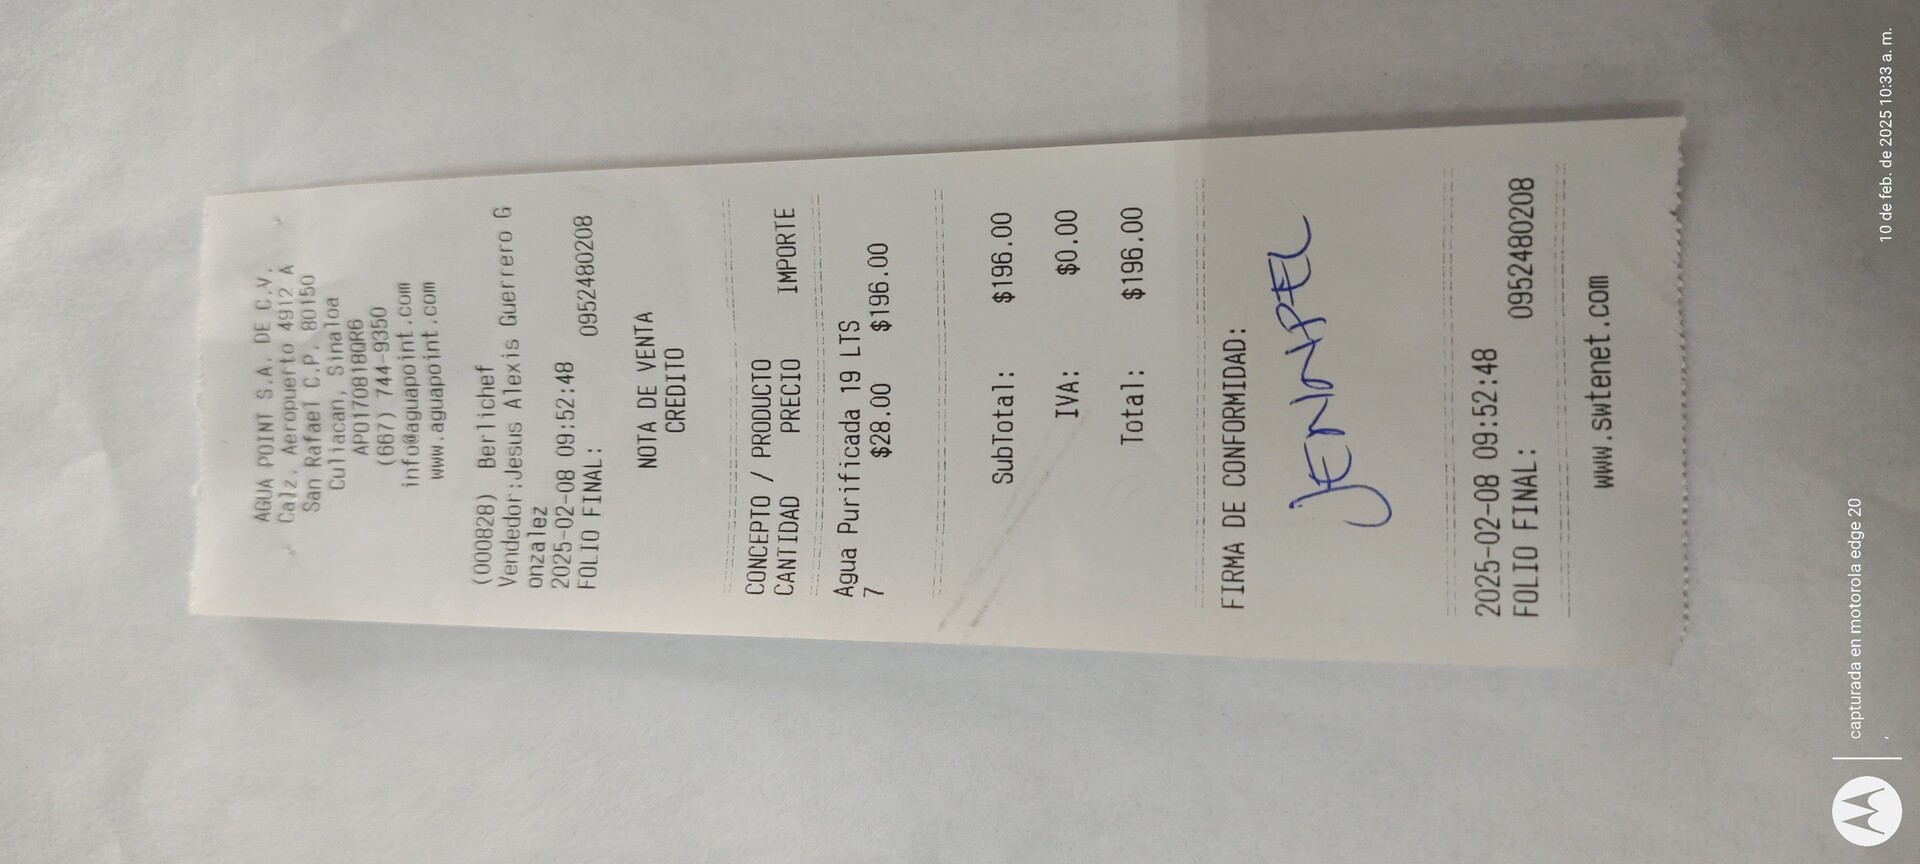 AGUA POINT S.A. DE C.V.
Calz. Aeropuerto 4912 A
San Rafael C.P. 80150
Culiacan, Sinaloa
APO170818QR6
(667) 744-9350
info@aguapoint.com
www.aguapoint.com
(000828) Berlichef
Vendedor:Jesus Alexis Guerrero G
onzalez
2025-02-08 09:52:48
FOLIO FINAL: 0952480208
NOTA DE VENTA
CREDITO
CONCEPTO / PRODUCTO
CANTIDAD PRECIO IMPORTE
Agua Purificada 19 LTS
7 $28.00 $196.00
SubTotal: $196.00
IVA: $0.00
Total: $196.00
FIRMA DE CONFORMIDAD:
2025-02-08 09:52:48
FOLIO FINAL: 0952480208
www.swtenet.com
capturada en motorola edge 20
10 de feb. de 2025 10:33 a. m.